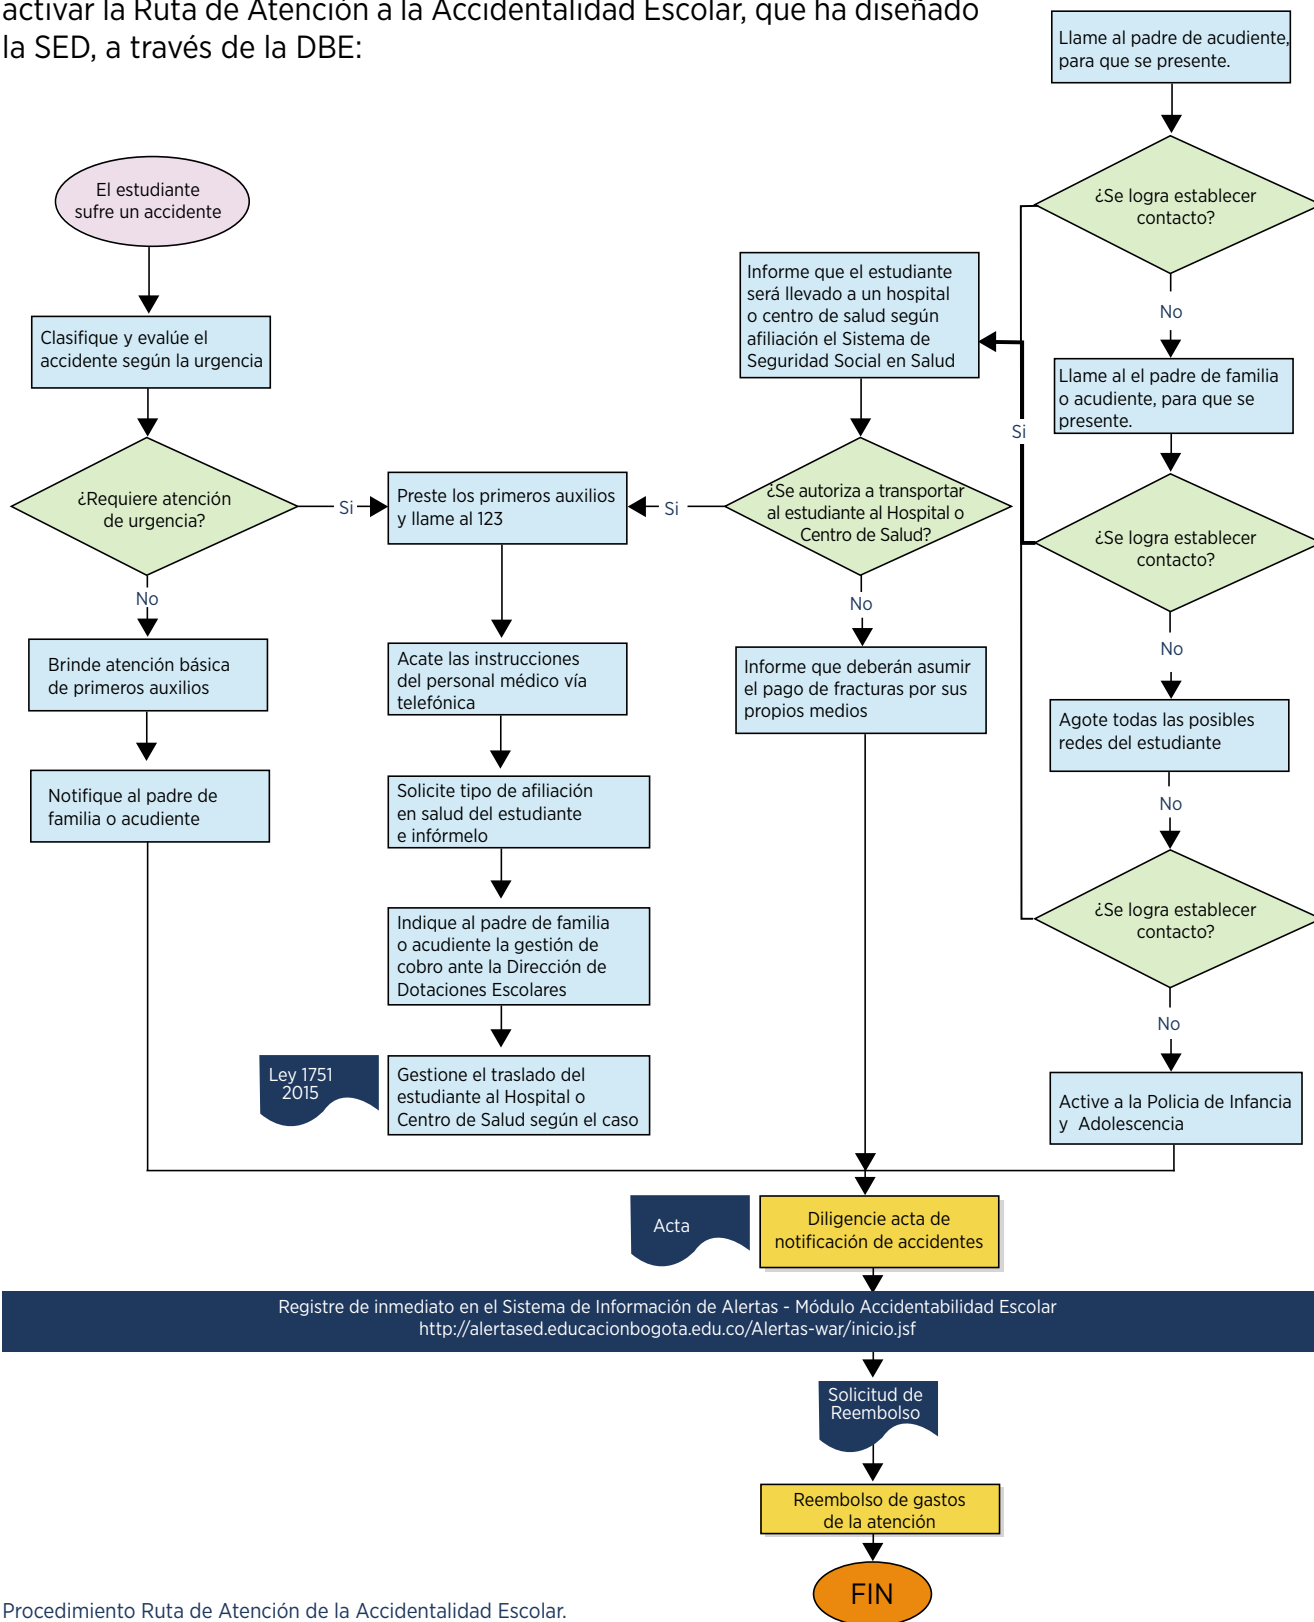 activar la Ruta de Atención a la Accidentalidad Escolar, que ha diseñado
la SED, a través de la DBE:
El estudiante
sufre un accidente
Clasifique y evalúe el
accidente según la urgencia
¿Requiere atención
de urgencia?
Si
No
Brinde atención básica
de primeros auxilios
Notifique al padre de
familia o acudiente
Preste los primeros auxilios
y llame al 123
Acate las instrucciones
del personal médico vía
telefónica
Solicite tipo de afiliación
en salud del estudiante
e infórmelo
Indique al padre de familia
o acudiente la gestión de
cobro ante la Dirección de
Dotaciones Escolares
Ley 1751
2015
Gestione el traslado del
estudiante al Hospital o
Centro de Salud según el caso
Informe que el estudiante
será llevado a un hospital
o centro de salud según
afiliación el Sistema de
Seguridad Social en Salud
¿Se autoriza a transportar
al estudiante al Hospital o
Centro de Salud?
Si
No
Informe que deberán asumir
el pago de fracturas por sus
propios medios
Llame al padre de acudiente,
para que se presente.
¿Se logra establecer
contacto?
No
Llame al el padre de familia
o acudiente, para que se
presente.
Si
¿Se logra establecer
contacto?
No
Agote todas las posibles
redes del estudiante
No
¿Se logra establecer
contacto?
No
Active a la Policia de Infancia
y Adolescencia
Acta
Diligencie acta de
notificación de accidentes
Registre de inmediato en el Sistema de Información de Alertas - Módulo Accidentabilidad Escolar
http://alertased.educacionbogota.edu.co/Alertas-war/inicio.jsf
Solicitud de
Reembolso
Reembolso de gastos
de la atención
FIN
Procedimiento Ruta de Atención de la Accidentalidad Escolar.